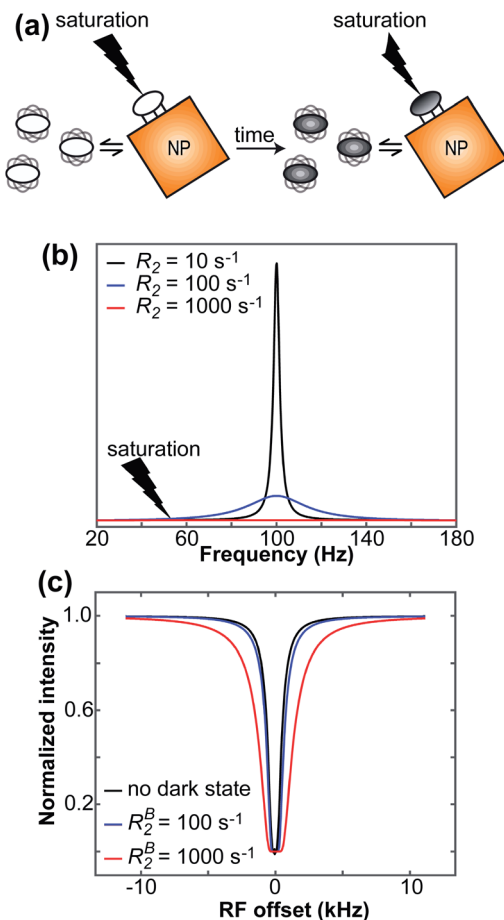 (a)
saturation
saturation
NP
time
NP
(b)
R₂ = 10 s⁻¹
R₂ = 100 s⁻¹
R₂ = 1000 s⁻¹
saturation
20 60 100 140 180
Frequency (Hz)
(c)
Normalized intensity
1.0
0.6
0.2
no dark state
R₂ᴮ = 100 s⁻¹
R₂ᴮ = 1000 s⁻¹
-10 0 10
RF offset (kHz)